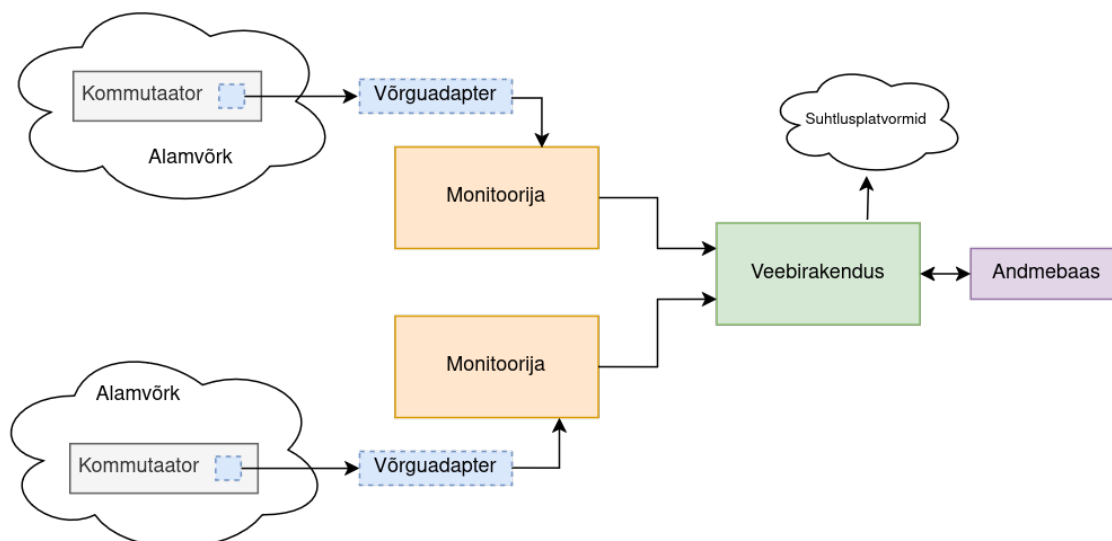 Kommutaator
Alamvõrk
Võrguadapter
Monitoorija
Suhtlusplatvormid
Veebirakendus
Andmebaas
Monitoorija
Alamvõrk
Kommutaator
Võrguadapter